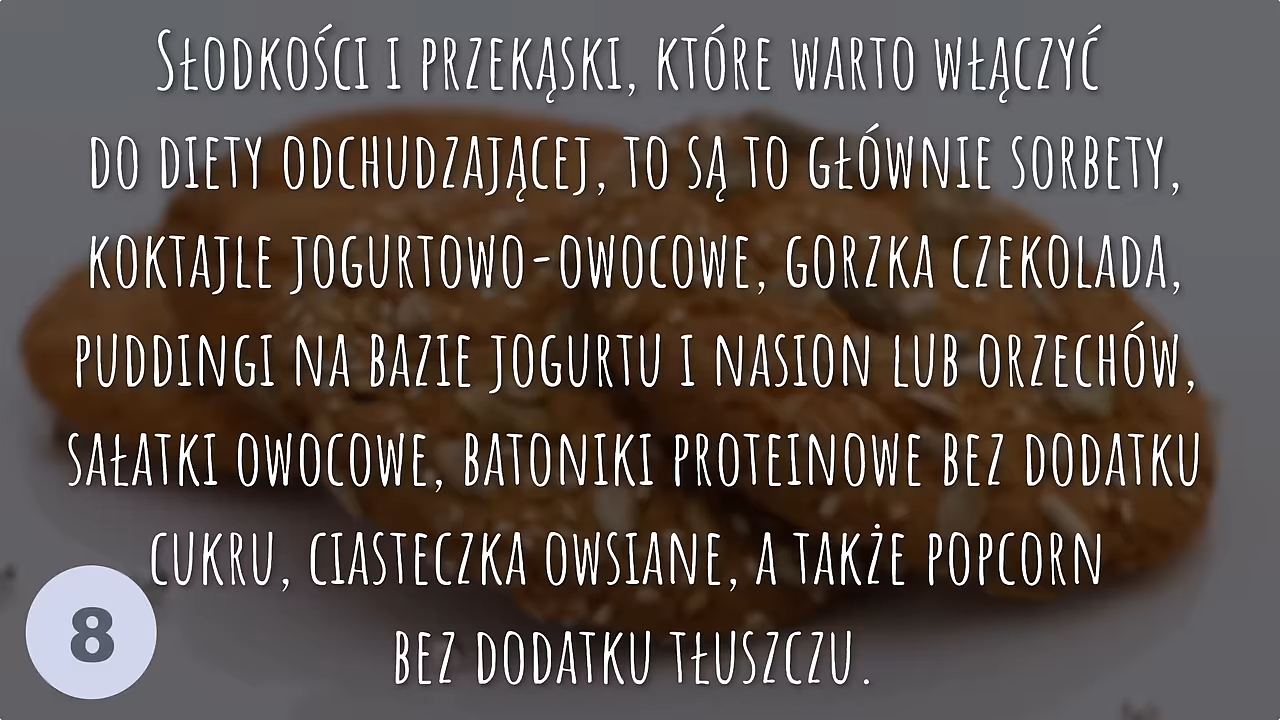 Słodkości i przekąski, które warto włączyć
do diety odchudzającej, to są to głównie sorbety,
koktajle jogurtowo-owocowe, gorzka czekolada,
puddingi na bazie jogurtu i nasion lub orzechów,
sałatki owocowe, batoniki proteinowe bez dodatku
cukru, ciasteczka owsiane, a także popcorn
bez dodatku tłuszczu.
8